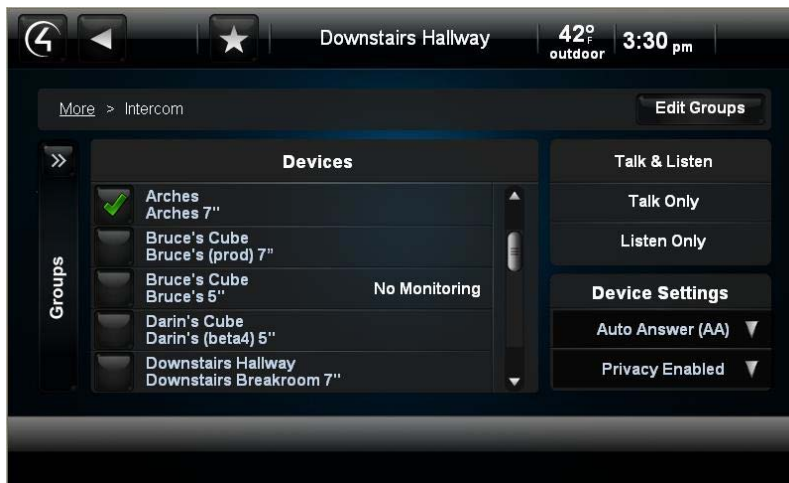 Downstairs Hallway
42°F
outdoor
3:30 pm
More > Intercom
Edit Groups
»
Groups
Devices
Arches
Arches 7"
Bruce's Cube
Bruce's (prod) 7"
Bruce's Cube
Bruce's 5"
No Monitoring
Darin's Cube
Darin's (beta4) 5"
Downstairs Hallway
Downstairs Breakroom 7"
Talk & Listen
Talk Only
Listen Only
Device Settings
Auto Answer (AA)
Privacy Enabled